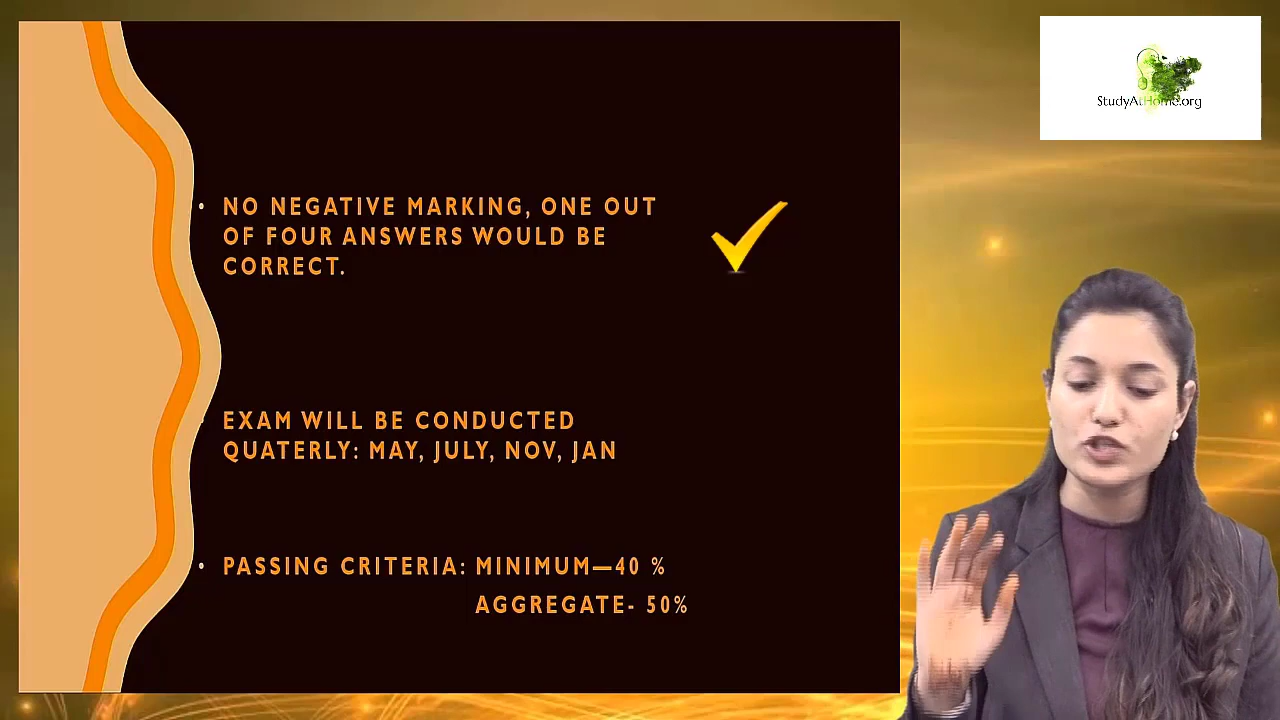 StudyAtHome.org
• NO NEGATIVE MARKING, ONE OUT
OF FOUR ANSWERS WOULD BE
CORRECT.
• EXAM WILL BE CONDUCTED
QUATERLY: MAY, JULY, NOV, JAN
• PASSING CRITERIA: MINIMUM—40 %
AGGREGATE- 50%